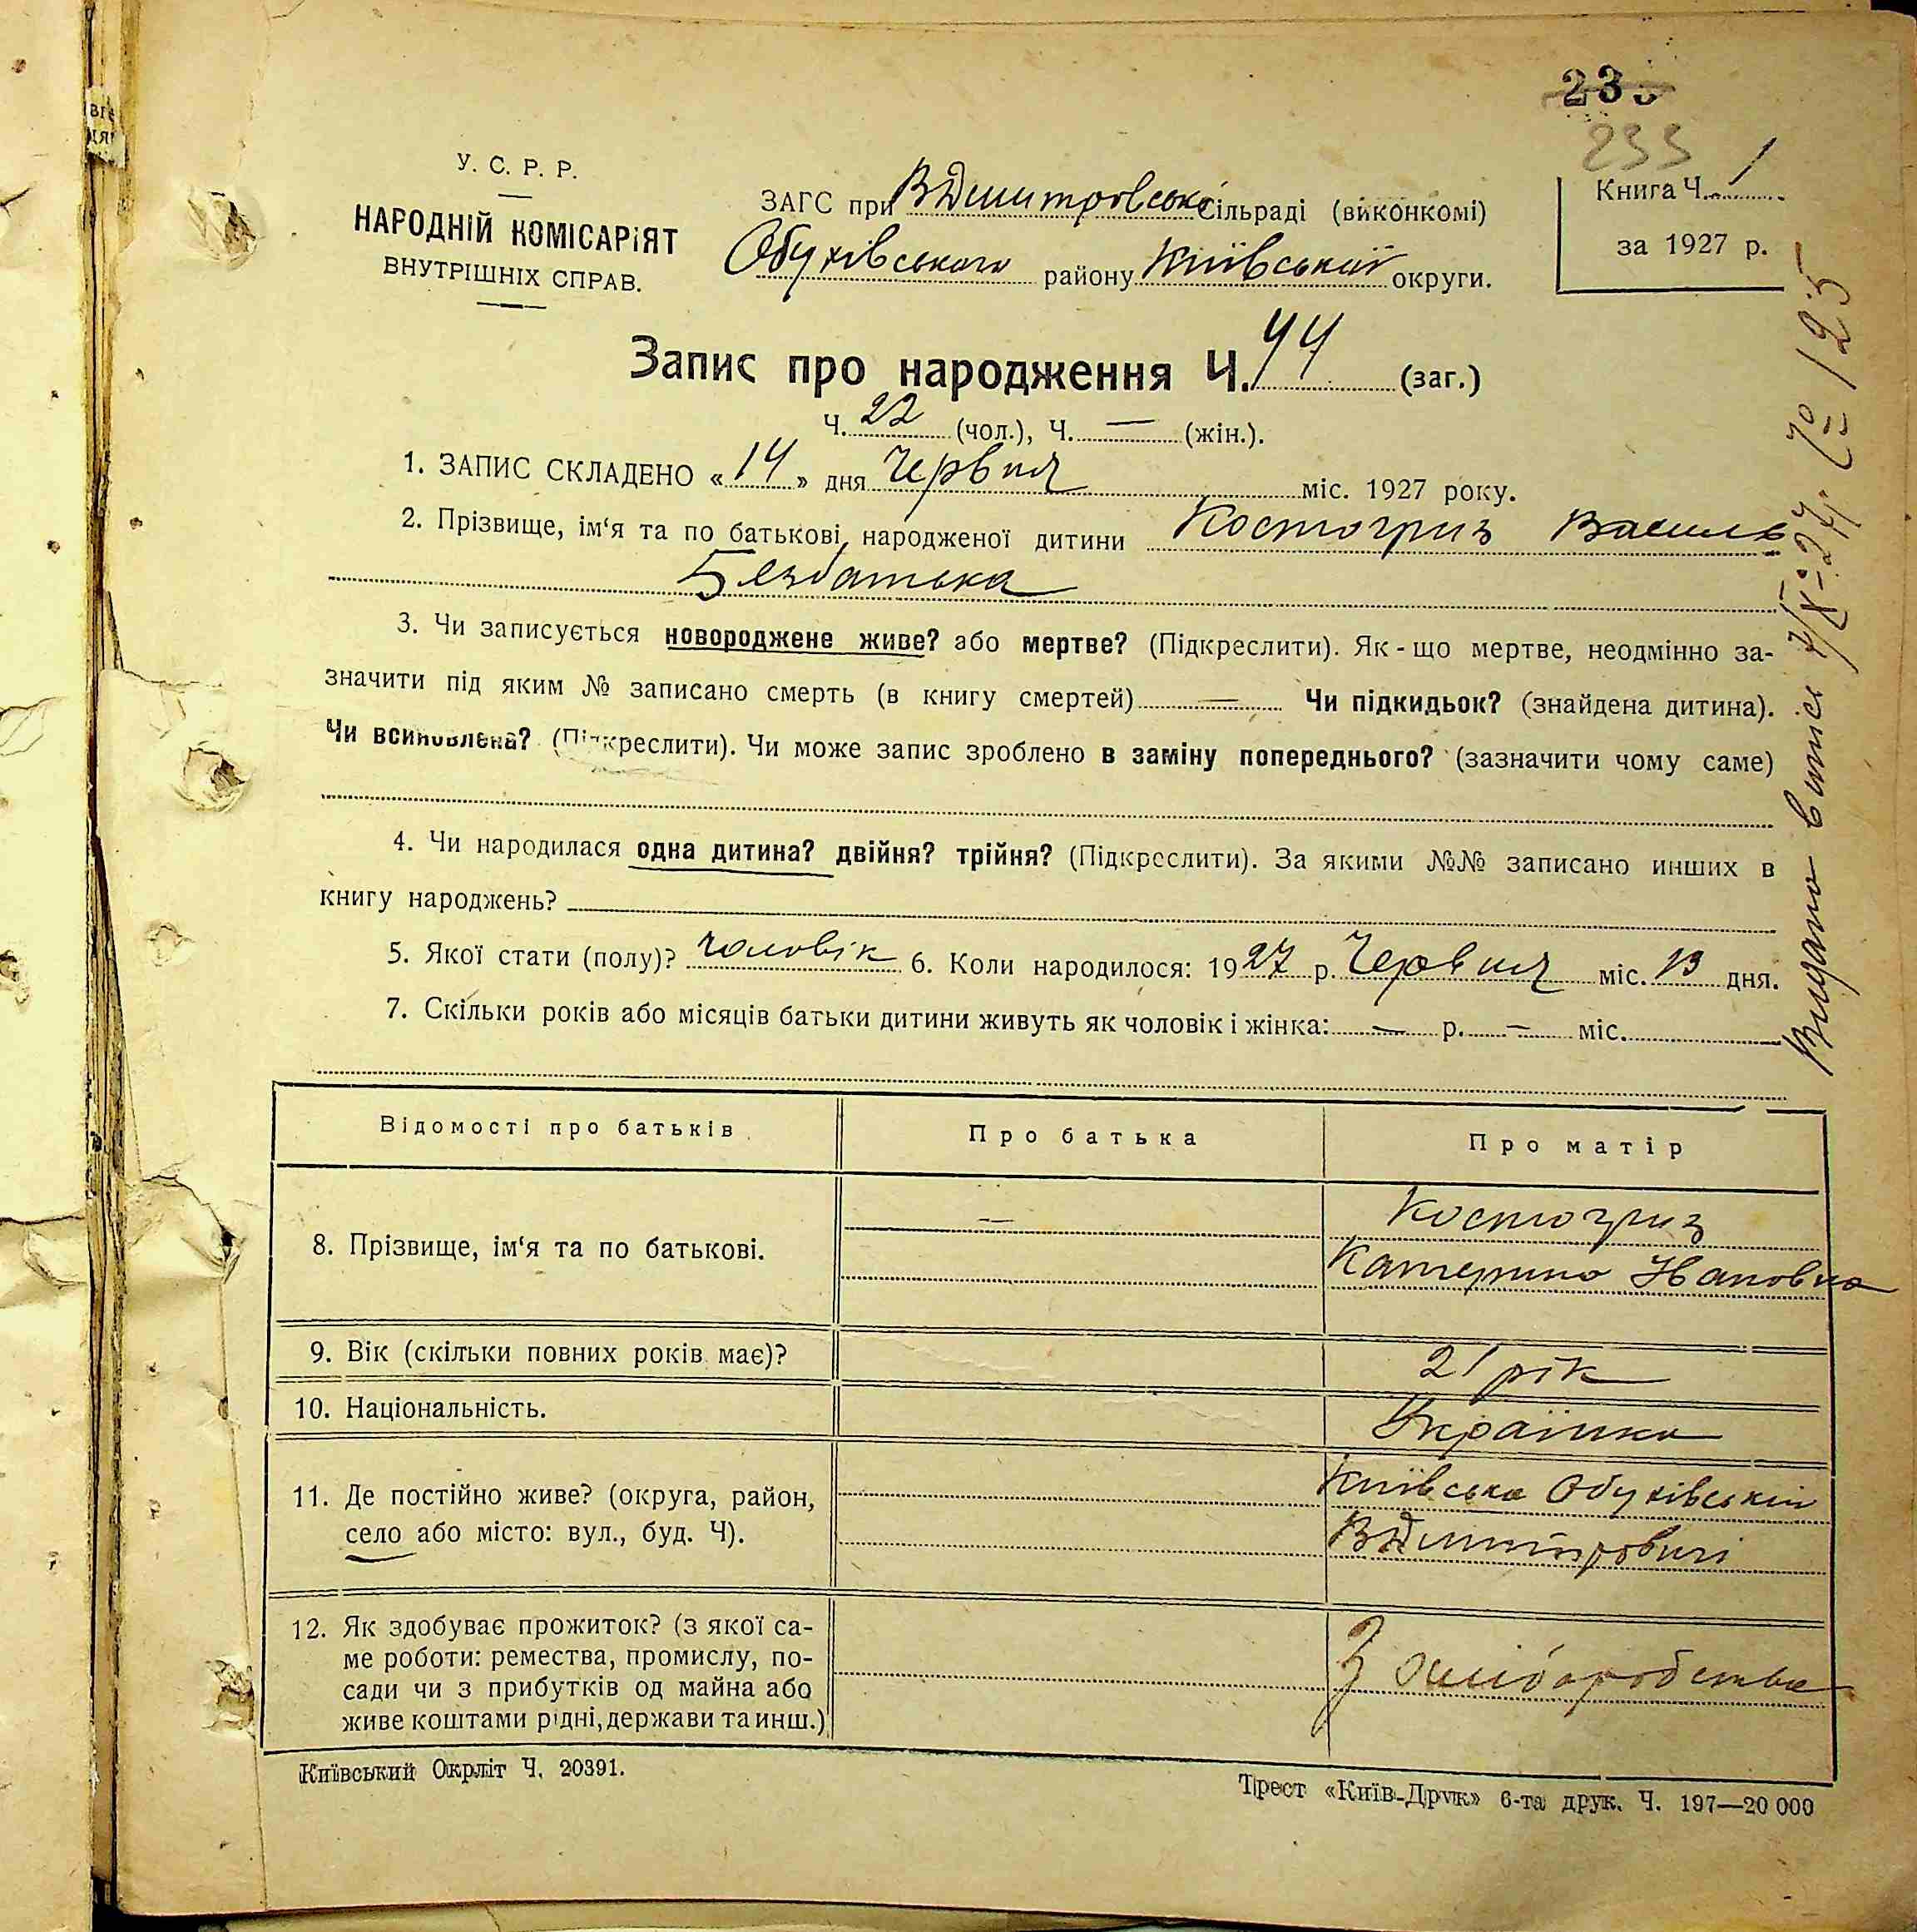 233
У. С. Р. Р.
НАРОДНІЙ КОМІСАРІЯТ
ВНУТРІШНІХ СПРАВ.
ЗАГС при ВДмитровські Сільраді (виконкомі)
Обухівського району Київської округи.
Книга Ч. 1
за 1927 р.
Запис про народження Ч. 44 (заг.)
Ч. 22 (чол.), Ч. — (жін.).
1. ЗАПИС СКЛАДЕНО «14» дня Червня міс. 1927 року.
2. Прізвище, ім‘я та по батькові народженої дитини Костогриз Василь
Безбатька
3. Чи записується новороджене живе? або мертве? (Підкреслити). Як-що мертве, неодмінно за-
значити під яким № записано смерть (в книгу смертей) — Чи підкидьок? (знайдена дитина).
Чи всиновлена? (Підкреслити). Чи може запис зроблено в заміну попереднього? (зазначити чому саме)
4. Чи народилася одна дитина? двійня? трійня? (Підкреслити). За якими №№ записано инших в
книгу народжень?
5. Якої стати (полу)? чоловік 6. Коли народилося: 1927 р. Червня міс. 13 дня.
7. Скільки років або місяців батьки дитини живуть як чоловік і жінка: — р. — міс.
Видано витяг
125
Відомості про батьків Про батька Про матір
8. Прізвище, ім‘я та по батькові. — Костогриз
Катерина
9. Вік (скільки повних років має)? 21 рік
10. Національність. Українка
11. Де постійно живе? (округа, район, Київська Обухівський
село або місто: вул., буд. Ч). ВДмитровичі
12. Як здобуває прожиток? (з якої са-
ме роботи: ремества, промислу, по-
сади чи з прибутків од майна або
живе коштами рідні, держави та инш.)
З хліборобства
Київський Окрліт Ч. 20391.
Трест «Київ-Друк» 6-та друк. Ч. 197—20 000